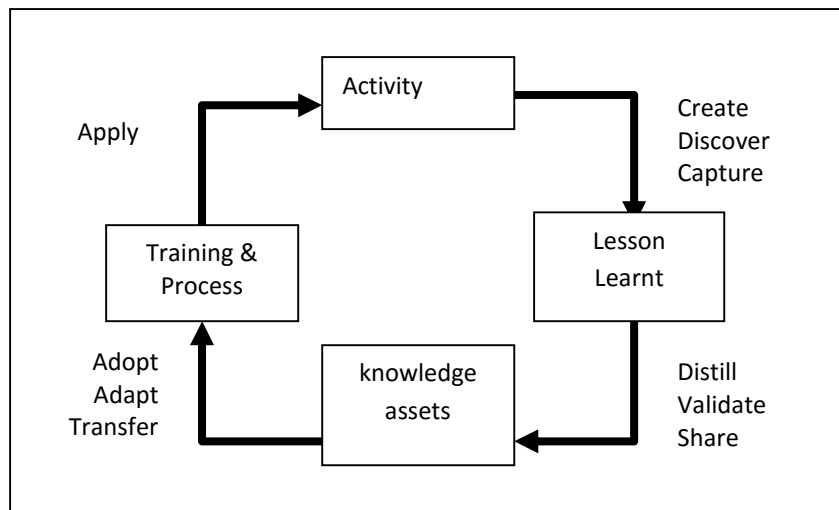 Activity
Apply
Create
Discover
Capture
Training &
Process
Lesson
Learnt
Adopt
Adapt
Transfer
knowledge
assets
Distill
Validate
Share